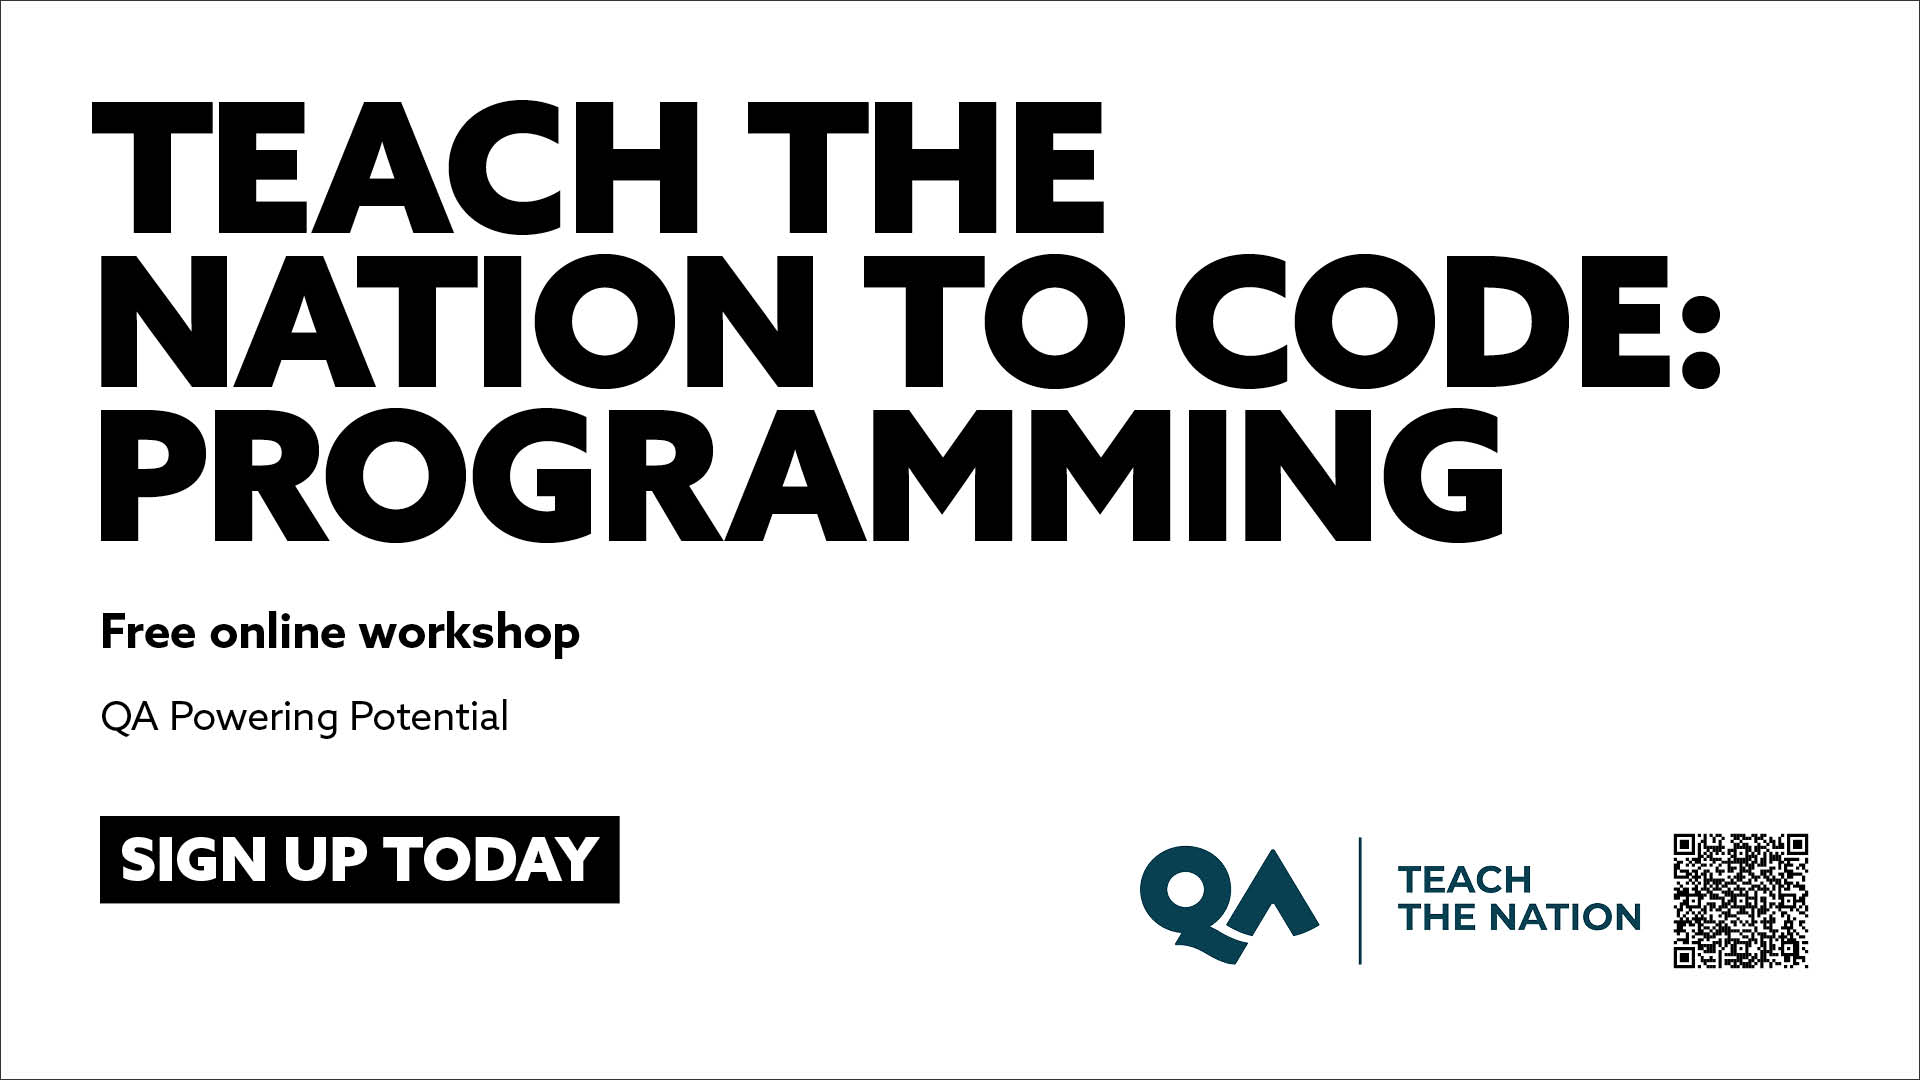 TEACH THE
NATION TO CODE:
PROGRAMMING
Free online workshop
QA Powering Potential
SIGN UP TODAY
QA
TEACH
THE NATION